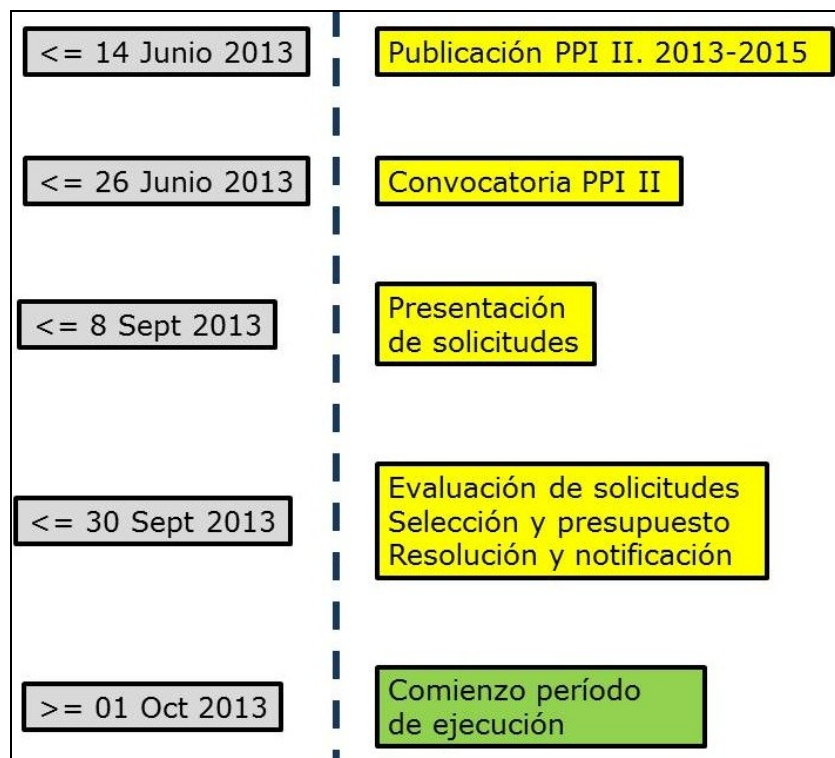 <= 14 Junio 2013
Publicación PPI II. 2013-2015
<= 26 Junio 2013
Convocatoria PPI II
<= 8 Sept 2013
Presentación
de solicitudes
<= 30 Sept 2013
Evaluación de solicitudes
Selección y presupuesto
Resolución y notificación
>= 01 Oct 2013
Comienzo período
de ejecución